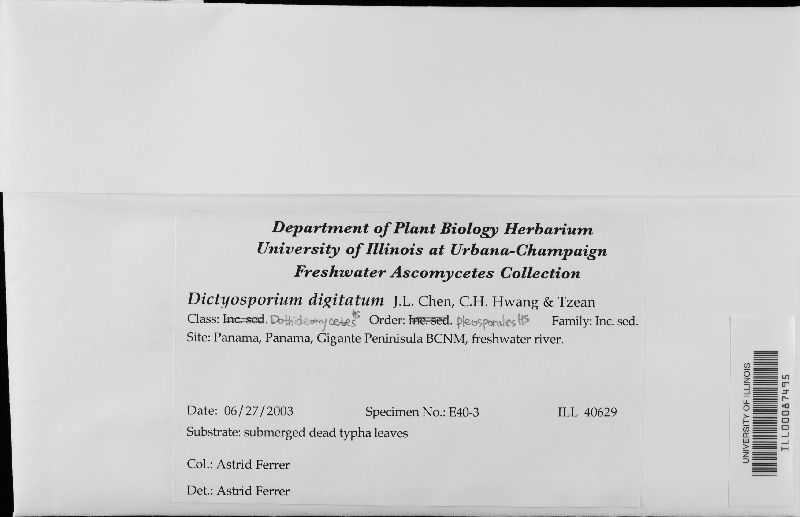 Department of Plant Biology Herbarium
University of Illinois at Urbana-Champaign
Freshwater Ascomycetes Collection
Dictyosporium digitatum J.L. Chen, C.H. Hwang & Tzean
Class: Inc. sed. Dothideomycetes HS Order: Inc. sed. Pleosporales HS Family: Inc. sed.
Site: Panama, Panama, Gigante Peninisula BCNM, freshwater river.
Date: 06/27/2003 Specimen No.: E40-3 ILL 40629
Substrate: submerged dead typha leaves
Col.: Astrid Ferrer
Det.: Astrid Ferrer
UNIVERSITY OF ILLINOIS
ILL00087495